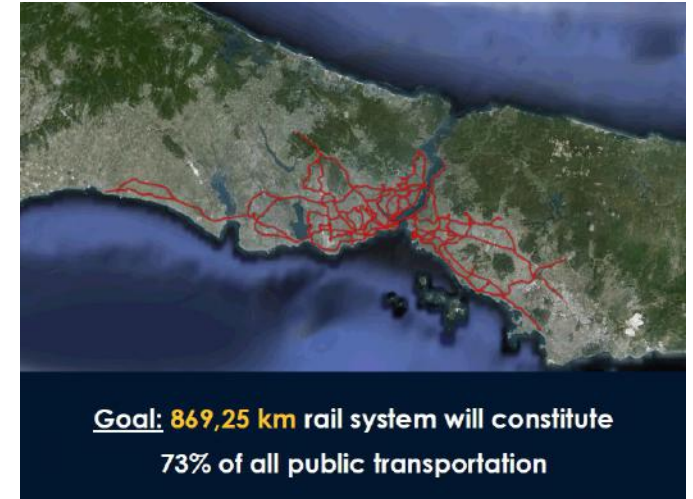 Goal: 869,25 km rail system will constitute
73% of all public transportation